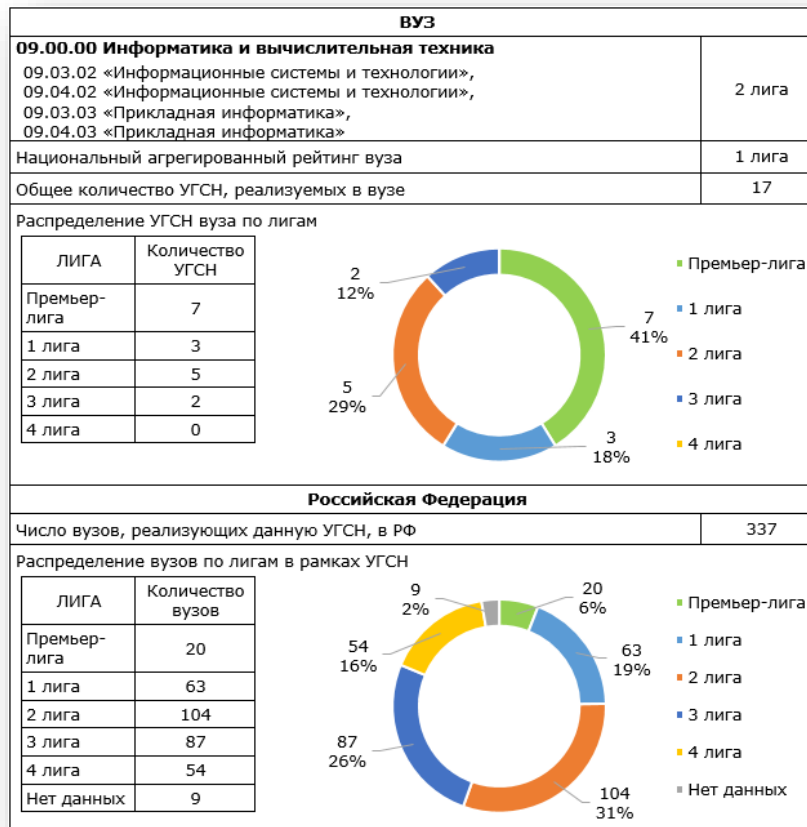 ВУЗ
09.00.00 Информатика и вычислительная техника
09.03.02 «Информационные системы и технологии»,
09.04.02 «Информационные системы и технологии»,
09.03.03 «Прикладная информатика»,
09.04.03 «Прикладная информатика»
2 лига
Национальный агрегированный рейтинг вуза
1 лига
Общее количество УГСН, реализуемых в вузе
17
Распределение УГСН вуза по лигам
ЛИГА
Количество
УГСН
Премьер-
лига
7
1 лига
3
2 лига
5
3 лига
2
4 лига
0
2
12%
7
41%
5
29%
3
18%
Премьер-лига
1 лига
2 лига
3 лига
4 лига
Российская Федерация
Число вузов, реализующих данную УГСН, в РФ
337
Распределение вузов по лигам в рамках УГСН
ЛИГА
Количество
вузов
Премьер-
лига
20
1 лига
63
2 лига
104
3 лига
87
4 лига
54
Нет данных
9
9
2%
20
6%
54
16%
63
19%
87
26%
104
31%
Премьер-лига
1 лига
2 лига
3 лига
4 лига
Нет данных